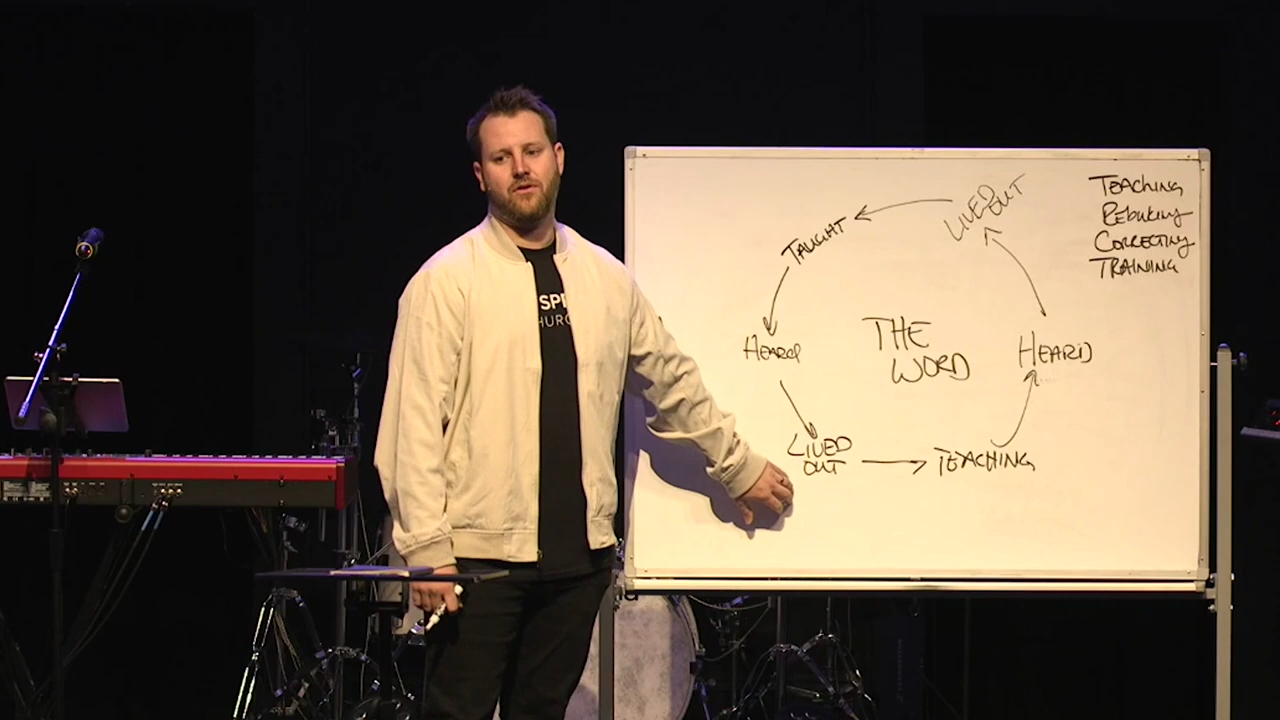 TEACHING
REBUKING
CORRECTING
TRAINING
LIVED
OUT
TAUGHT
THE
WORD
HEARD
HEARD
LIVED
OUT
TEACHING